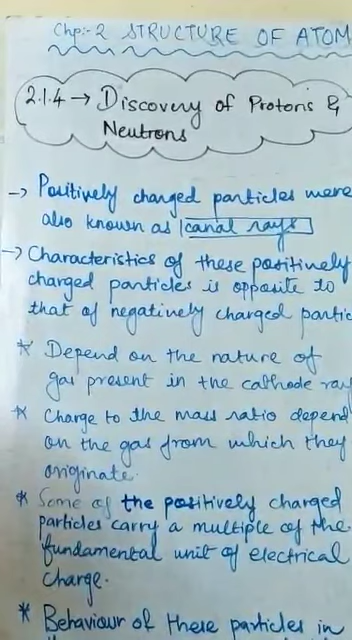 Chp:-2 STRUCTURE OF ATOM
2.1.4 → Discovery of Protons &
Neutrons
→ Positively charged particles were
also known as canal rays
→ Characteristics of these positively
charged particles is opposite to
that of negatively charged partic
* Depend on the nature of
gas present in the cathode ray
* Charge to the mass ratio depend
on the gas from which they
originate.
* Some of the positively charged
particles carry a multiple of the
fundamental unit of electrical
charge.
* Behaviour of these particles in